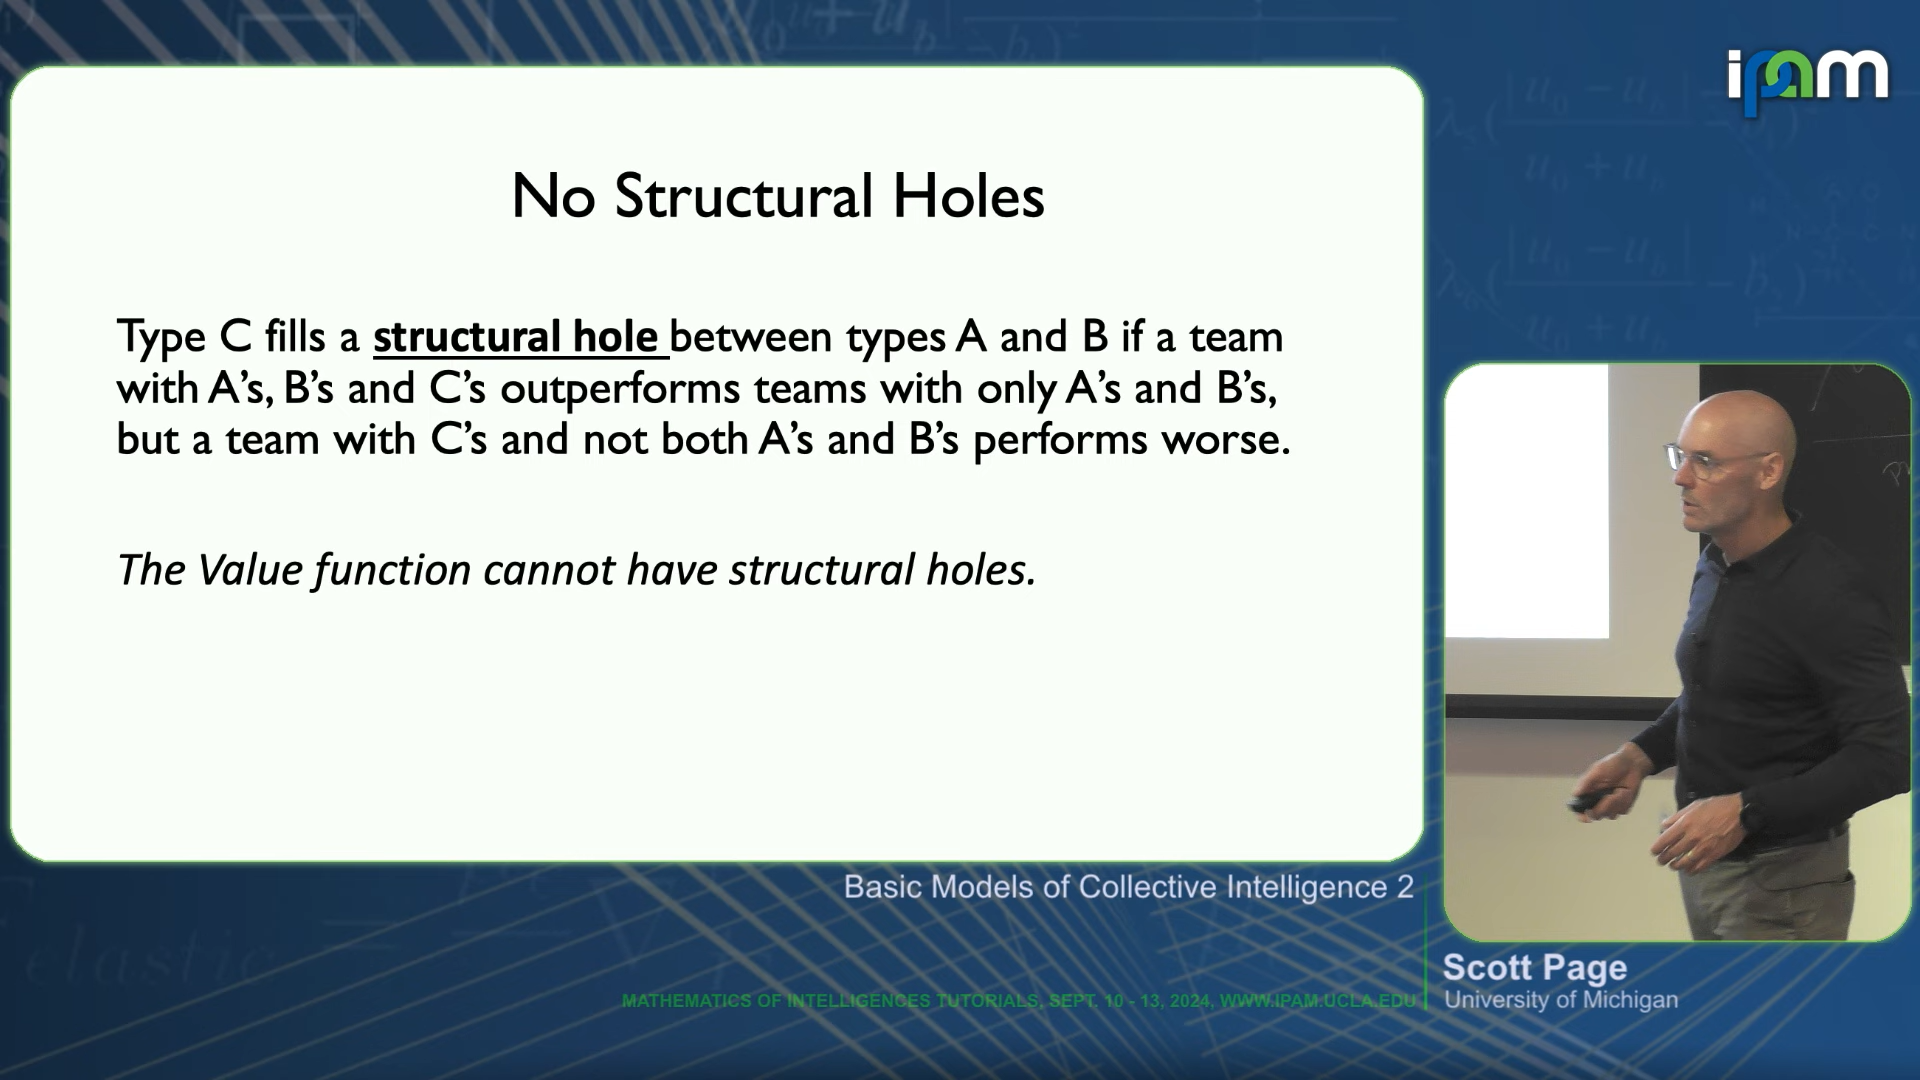 ipam
No Structural Holes
Type C fills a structural hole between types A and B if a team
with A’s, B’s and C’s outperforms teams with only A’s and B’s,
but a team with C’s and not both A’s and B’s performs worse.
The Value function cannot have structural holes.
Basic Models of Collective Intelligence 2
Scott Page
University of Michigan
MATHEMATICS OF INTELLIGENCES TUTORIALS, SEPT. 10 - 13, 2024, WWW.IPAM.UCLA.EDU
elastic